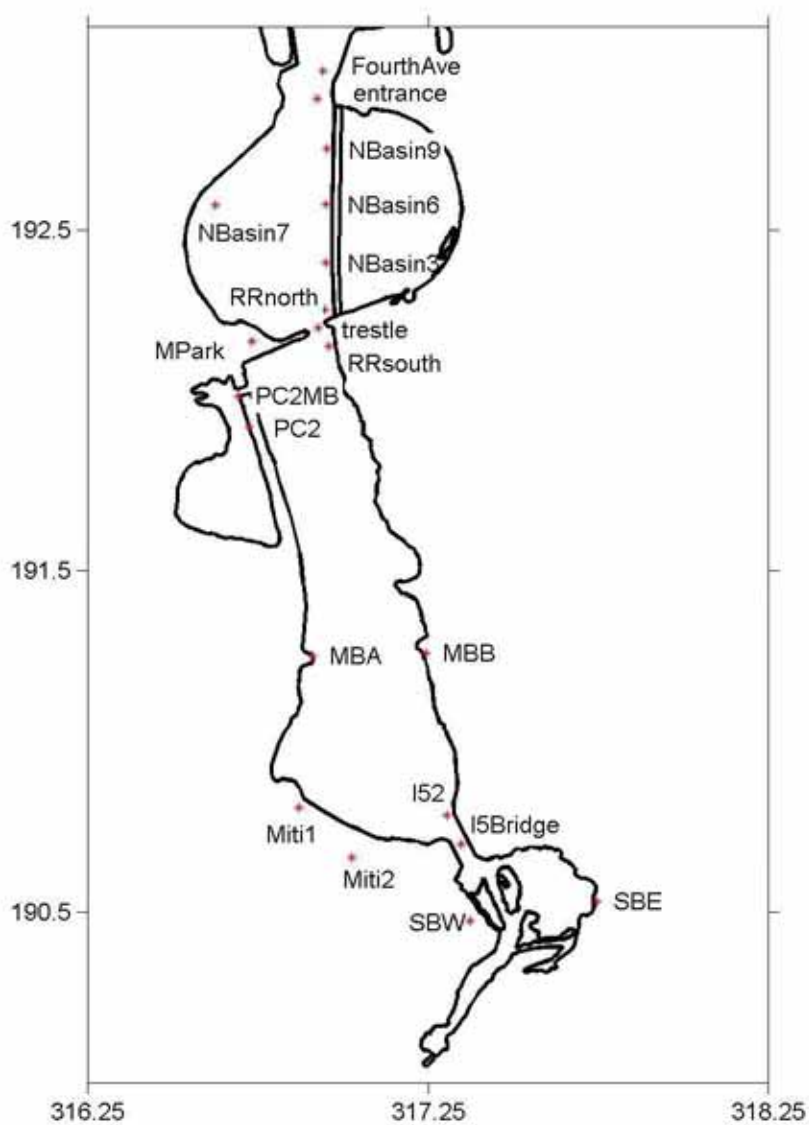 FourthAve
entrance
NBasin9
NBasin6
192.5
NBasin7
NBasin3
RRnorth
trestle
MPark
RRsouth
PC2MB
PC2
191.5
MBA
MBB
I52
I5Bridge
Miti1
Miti2
SBE
190.5
SBW
316.25
317.25
318.25